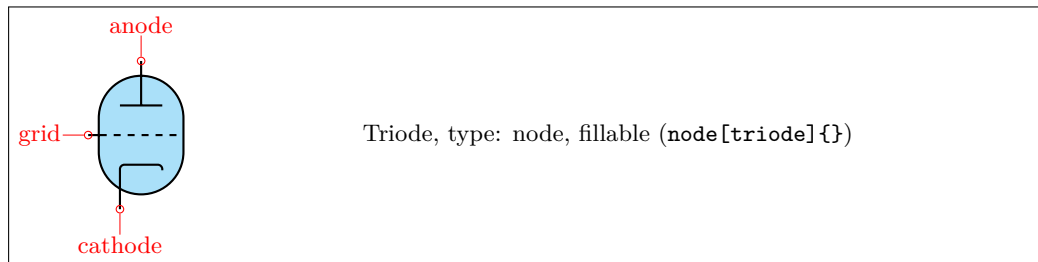 anode
grid
Triode, type: node, fillable (node[triode]{})
cathode